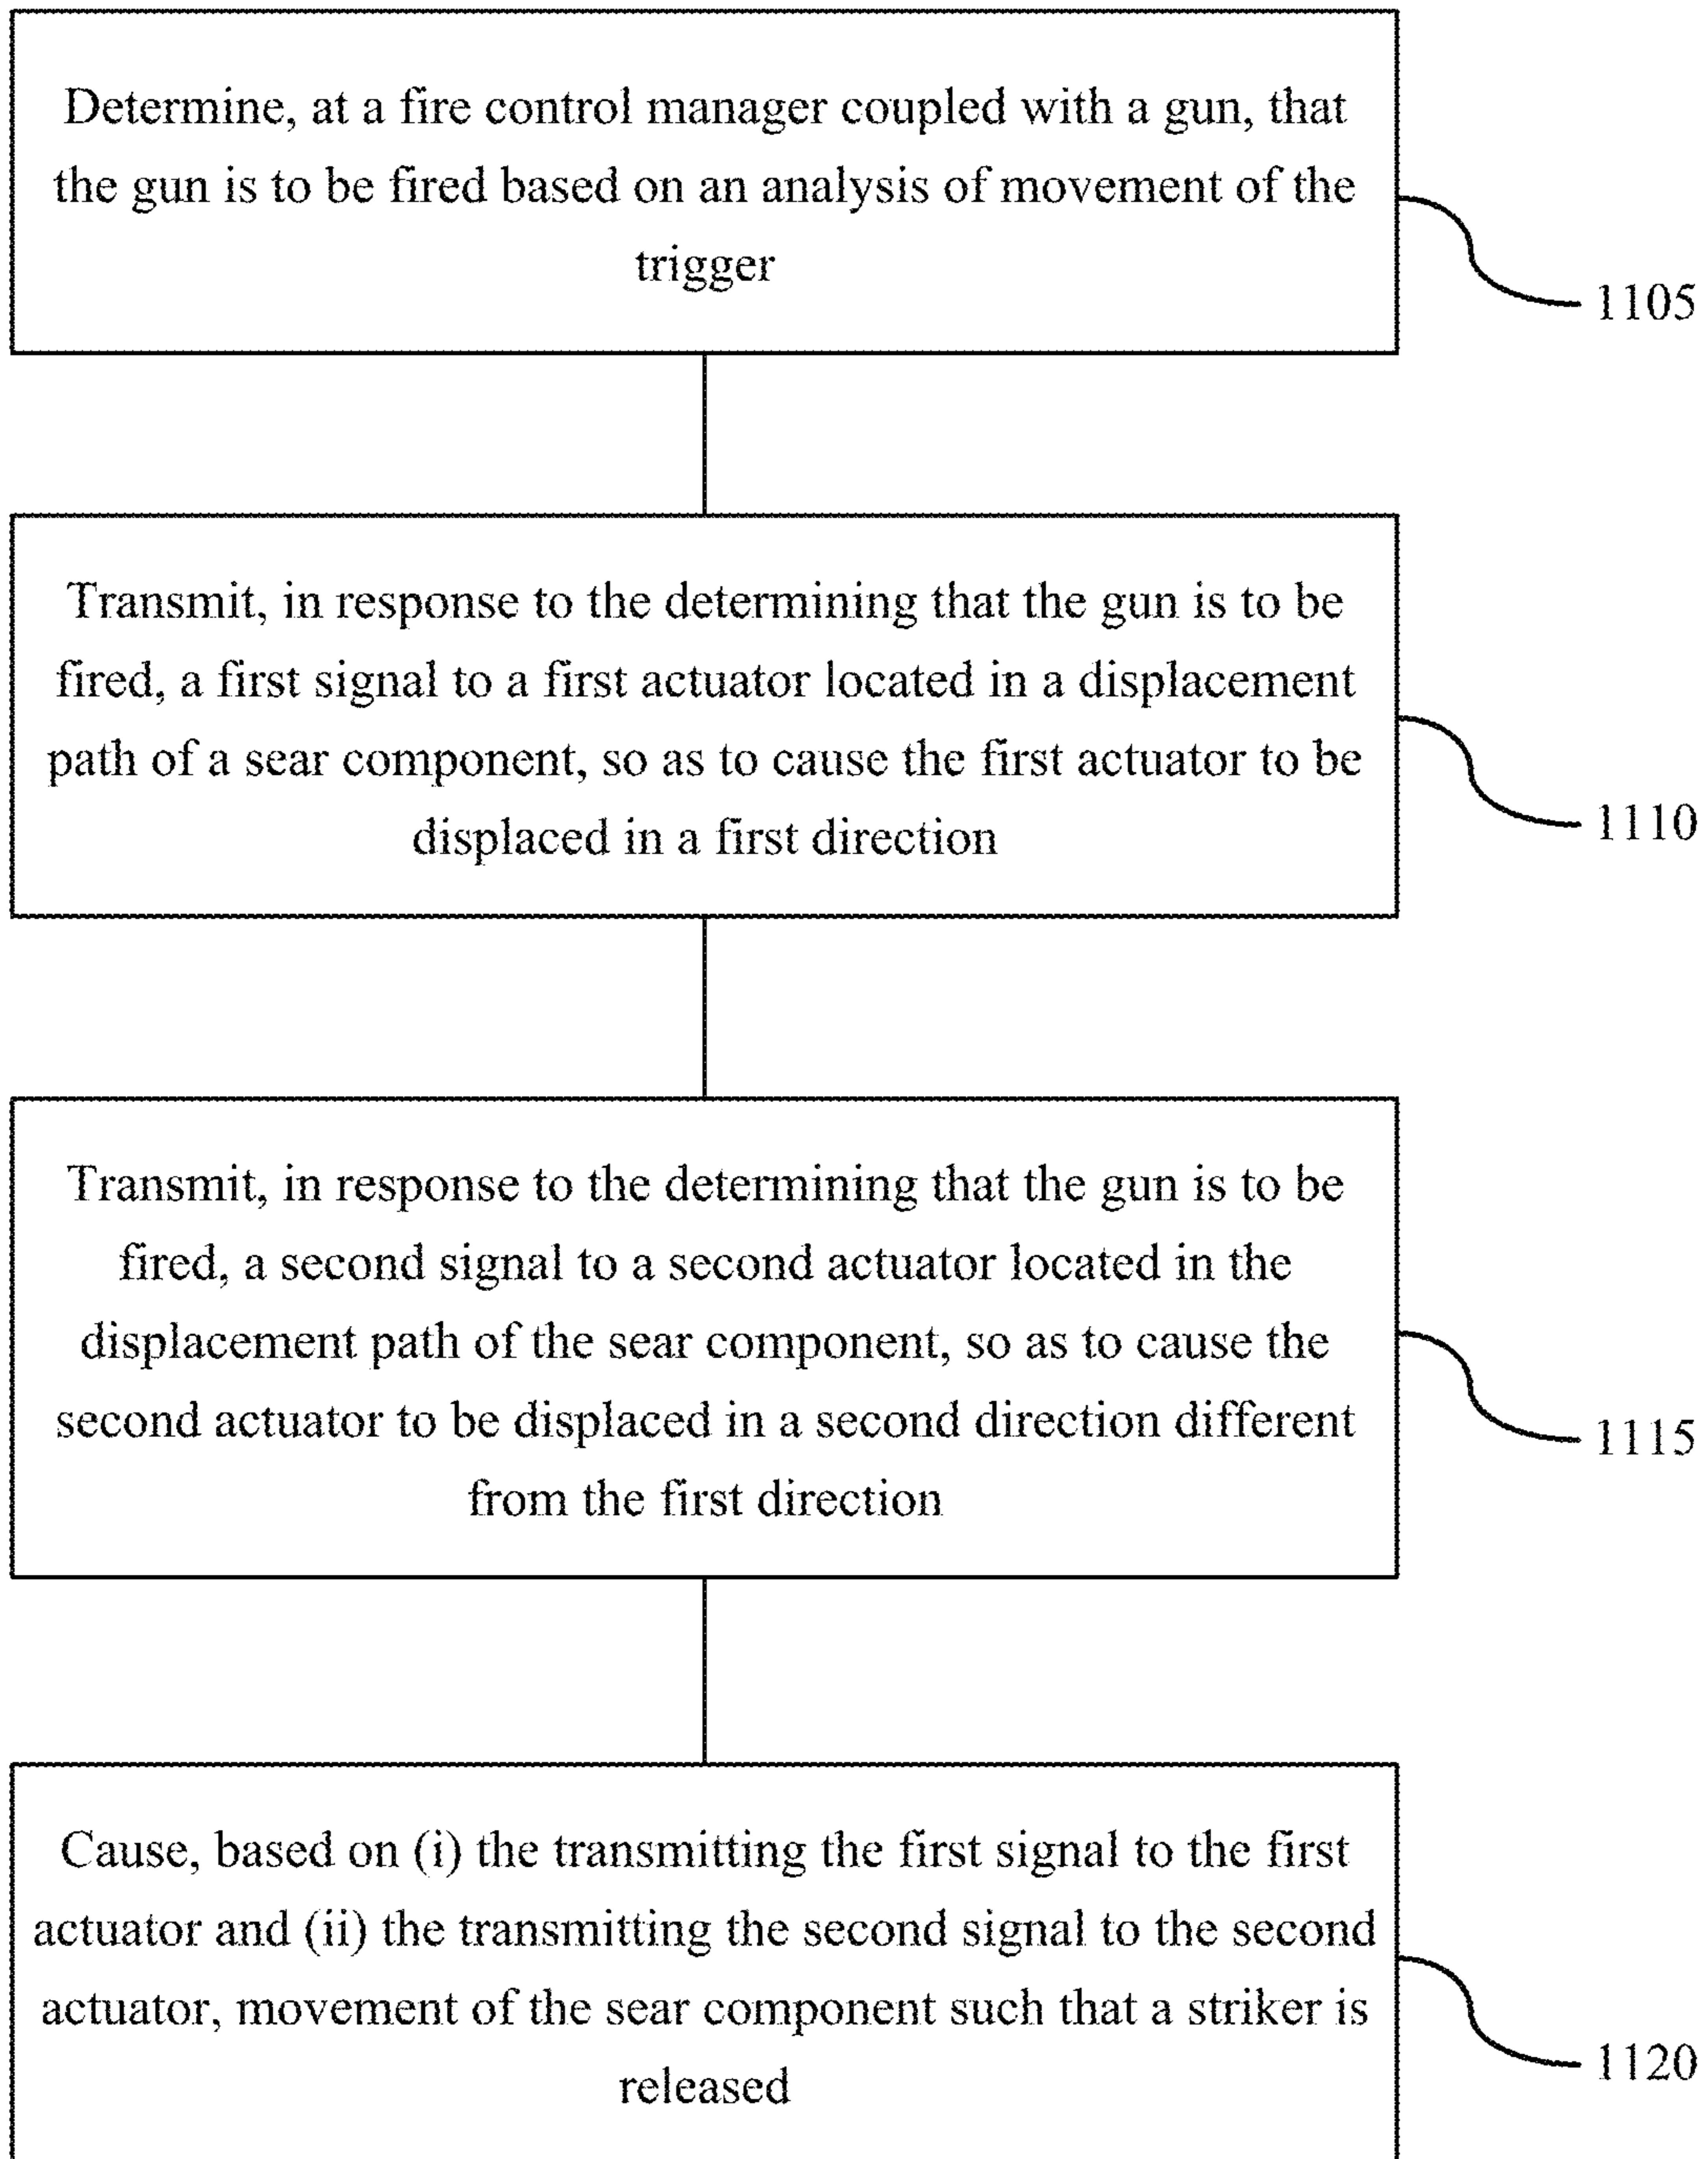 Determine, at a fire control manager coupled with a gun, that
the gun is to be fired based on an analysis of movement of the
trigger
1105
Transmit, in response to the determining that the gun is to be
fired, a first signal to a first actuator located in a displacement
path of a sear component, so as to cause the first actuator to be
displaced in a first direction
1110
Transmit, in response to the determining that the gun is to be
fired, a second signal to a second actuator located in the
displacement path of the sear component, so as to cause the
second actuator to be displaced in a second direction different
from the first direction
1115
Cause, based on (i) the transmitting the first signal to the first
actuator and (ii) the transmitting the second signal to the second
actuator, movement of the sear component such that a striker is
released
1120